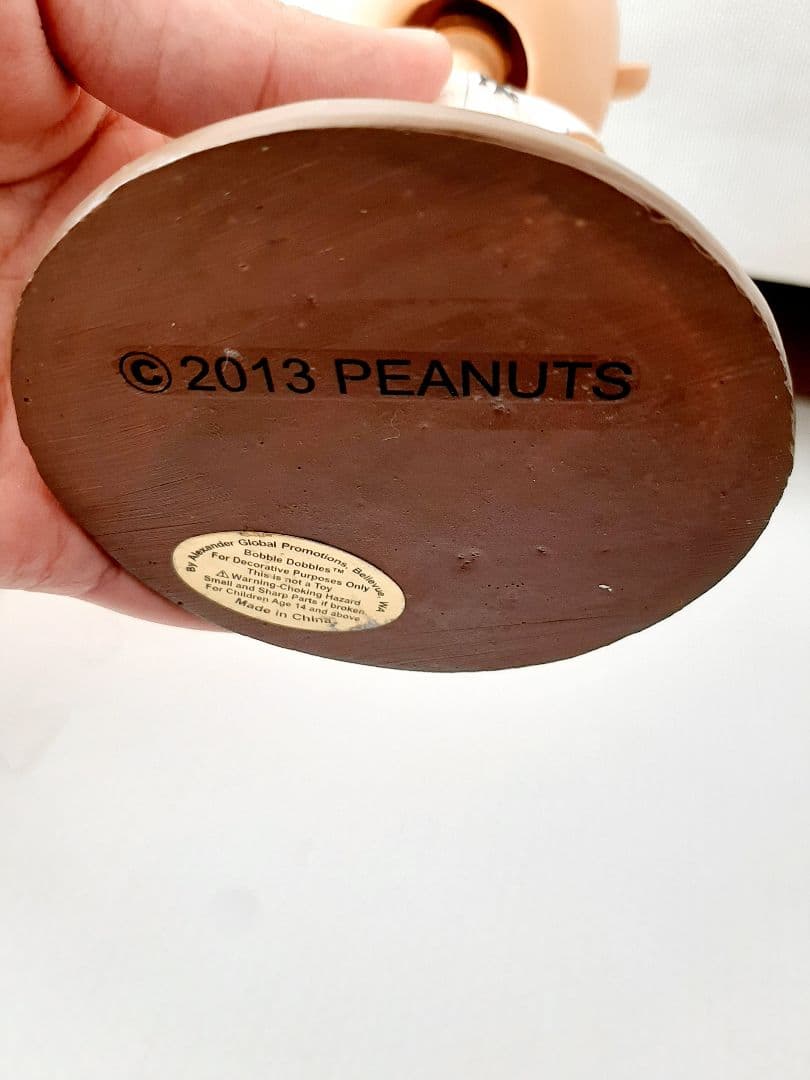 © 2013 PEANUTS
By Alexander Global Promotions, Bellevue, WA
Bobble Dobbles™
For Decorative Purposes Only
This is not a Toy
⚠Warning-Choking Hazard
Small and Sharp Parts if broken
For Children Age 14 and above
Made in China